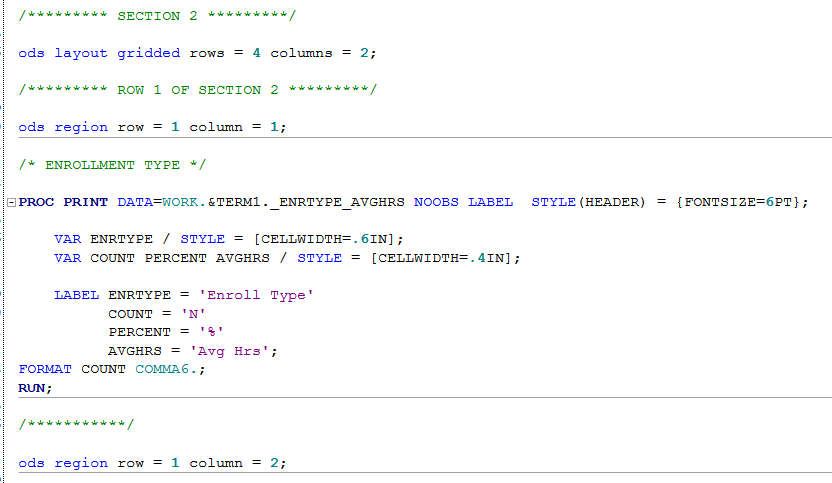 /********* SECTION 2 *********/
ods layout gridded rows = 4 columns = 2;
/********* ROW 1 OF SECTION 2 *********/
ods region row = 1 column = 1;
/* ENROLLMENT TYPE */
PROC PRINT DATA=WORK.&TERM1._ENRTYPE_AVGHRS NOOBS LABEL  STYLE(HEADER) = {FONTSIZE=6PT};
VAR ENRTYPE / STYLE = [CELLWIDTH=.6IN];
VAR COUNT PERCENT AVGHRS / STYLE = [CELLWIDTH=.4IN];
LABEL ENRTYPE = 'Enroll Type'
COUNT = 'N'
PERCENT = '%'
AVGHRS = 'Avg Hrs';
FORMAT COUNT COMMA6.;
RUN;
/***********/
ods region row = 1 column = 2;